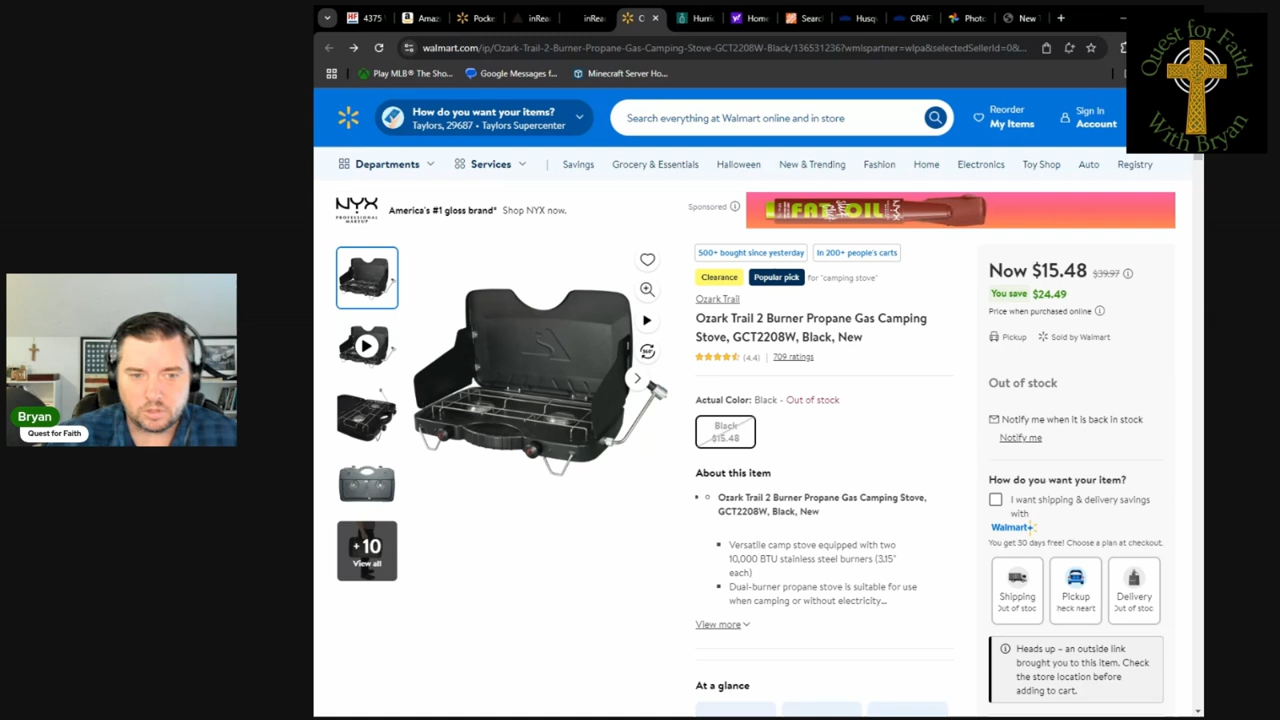 HF 4375
Amaz
Pocke
inRea
inRea
C
Hurric
Home
Searc
Husq
CRAF
Photo
New
walmart.com/ip/Ozark-Trail-2-Burner-Propane-Gas-Camping-Stove-GCT2208W-Black/136531236?wmlspartner=wlpa&selectedSellerId=0&...
Play MLB® The Sho...
Google Messages f...
Minecraft Server Ho...
Quest for Faith
With Bryan
How do you want your items?
Taylors, 29687 • Taylors Supercenter
Search everything at Walmart online and in store
Reorder
My Items
Sign In
Account
Departments
Services
Savings
Grocery & Essentials
Halloween
New & Trending
Fashion
Home
Electronics
Toy Shop
Auto
Registry
NYX
PROFESSIONAL MAKEUP
America's #1 gloss brand* Shop NYX now.
Sponsored
FAT OIL
NYX
500+ bought since yesterday
In 200+ people's carts
Clearance
Popular pick
for "camping stove"
Ozark Trail
Ozark Trail 2 Burner Propane Gas Camping
Stove, GCT2208W, Black, New
(4.4) | 709 ratings
Actual Color: Black - Out of stock
Black
$15.48
About this item
Ozark Trail 2 Burner Propane Gas Camping Stove,
GCT2208W, Black, New
Versatile camp stove equipped with two
10,000 BTU stainless steel burners (3.15"
each)
Dual-burner propane stove is suitable for use
when camping or without electricity...
View more
At a glance
+10
View all
Now $15.48 $39.97
You save $24.49
Price when purchased online
Pickup
Sold by Walmart
Out of stock
Notify me when it is back in stock
Notify me
How do you want your item?
I want shipping & delivery savings
with
Walmart+
You get 30 days free! Choose a plan at checkout.
Shipping
Out of stoc
Pickup
heck neart
Delivery
Out of stoc
Heads up – an outside link
brought you to this item. Check
the store location before
adding to cart.
Bryan
Quest for Faith